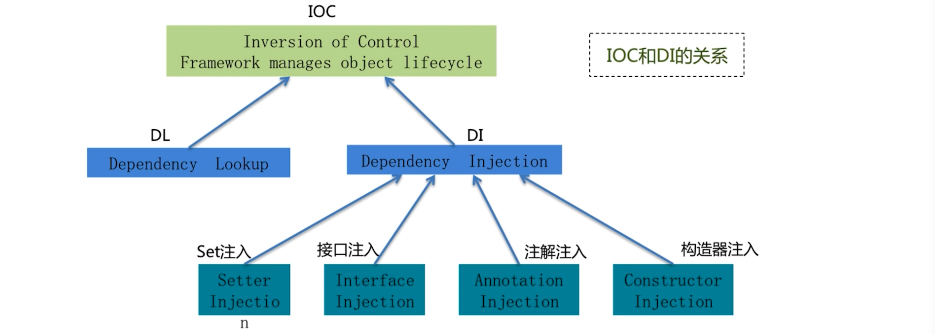 IOC
Inversion of Control
Framework manages object lifecycle
IOC和DI的关系
DL
DI
Dependency Lookup
Dependency Injection
Set注入
接口注入
注解注入
构造器注入
Setter
Injectio
n
Interface
Injection
Annotation
Injection
Constructor
Injection